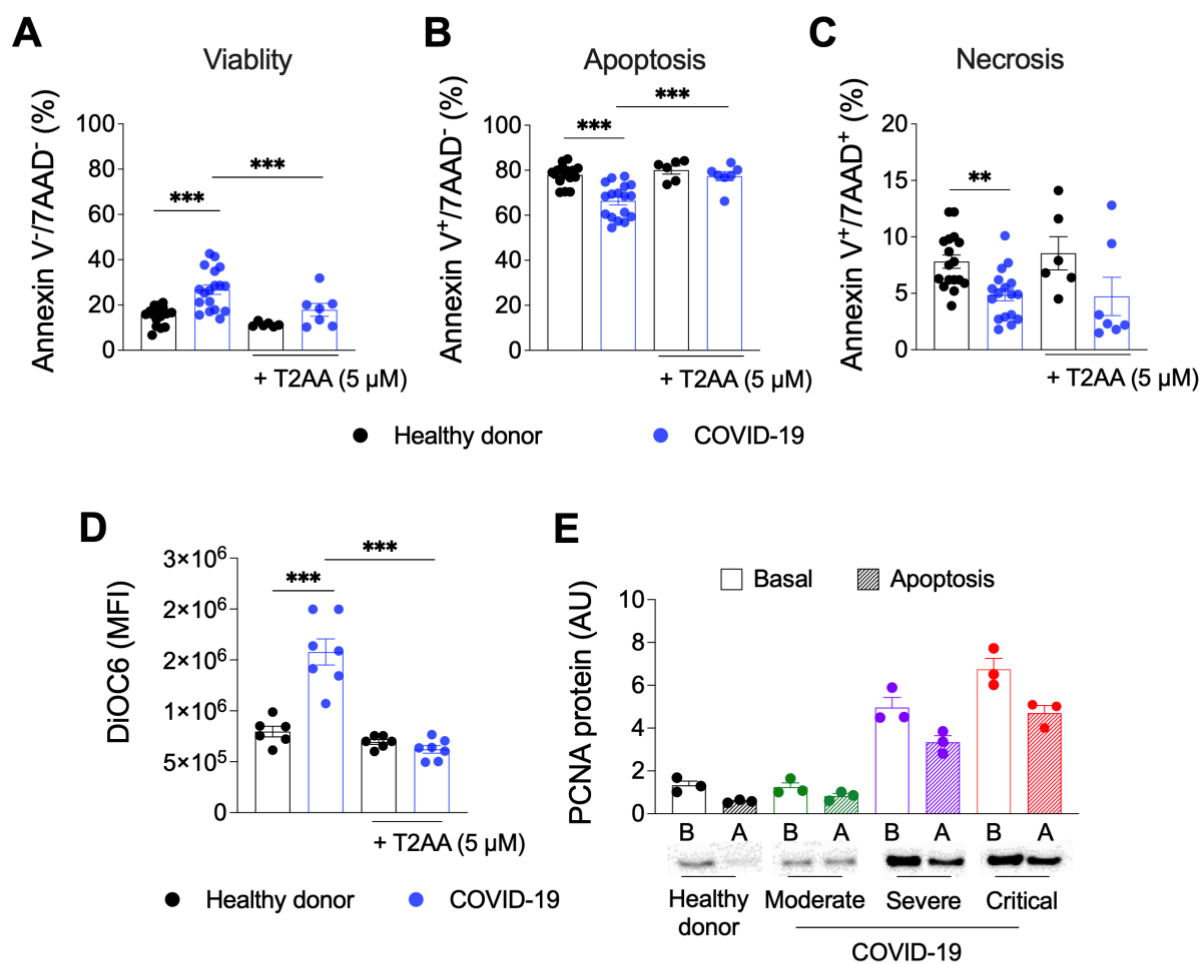 A
Viablity
Annexin V⁻/7AAD⁻ (%)
100
80
60
40
20
0
***
***
+ T2AA (5 μM)
B
Apoptosis
Annexin V⁺/7AAD⁻ (%)
100
80
60
40
20
0
***
***
+ T2AA (5 μM)
C
Necrosis
Annexin V⁺/7AAD⁺ (%)
20
15
10
5
0
**
+ T2AA (5 μM)
Healthy donor
COVID-19
D
DiOC6 (MFI)
3×10⁶
2×10⁶
2×10⁶
1×10⁶
5×10⁵
0
***
***
+ T2AA (5 μM)
Healthy donor
COVID-19
E
Basal
Apoptosis
PCNA protein (AU)
10
8
6
4
2
0
B A B A B A B A
Healthy donor
Moderate
Severe
Critical
COVID-19